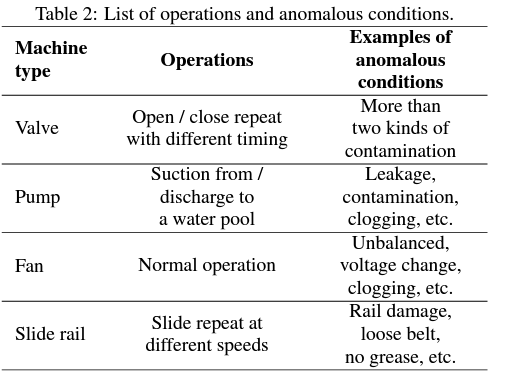 Table 2: List of operations and anomalous conditions.
Machine type Operations Examples of anomalous conditions
Valve Open / close repeat with different timing More than two kinds of contamination
Pump Suction from / discharge to a water pool Leakage, contamination, clogging, etc.
Fan Normal operation Unbalanced, voltage change, clogging, etc.
Slide rail Slide repeat at different speeds Rail damage, loose belt, no grease, etc.